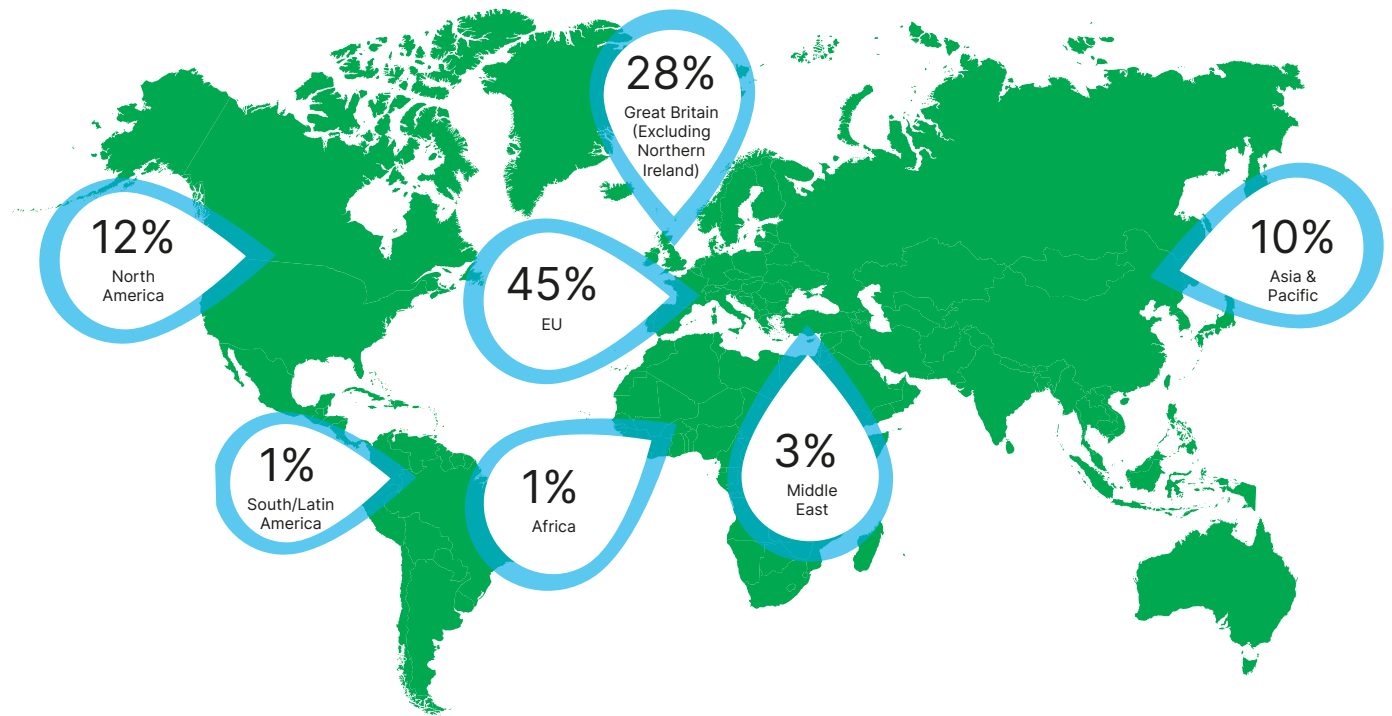 28%
Great Britain
(Excluding
Northern
Ireland)
12%
North
America
10%
Asia &
Pacific
45%
EU
3%
Middle
East
1%
South/Latin
America
1%
Africa